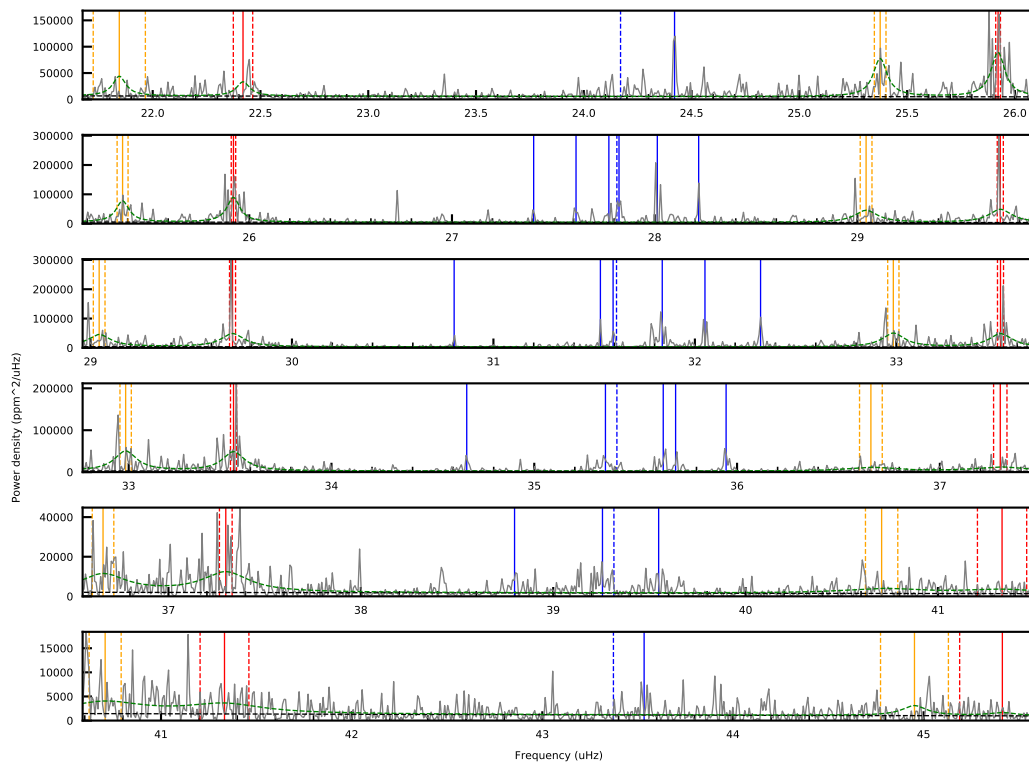 150000
100000
50000
0
22.0 22.5 23.0 23.5 24.0 24.5 25.0 25.5 26.0
300000
200000
100000
0
26 27 28 29
300000
200000
100000
0
29 30 31 32 33
200000
100000
0
33 34 35 36 37
Power density (ppm^2/uHz)
40000
20000
0
37 38 39 40 41
15000
10000
5000
0
41 42 43 44 45
Frequency (uHz)